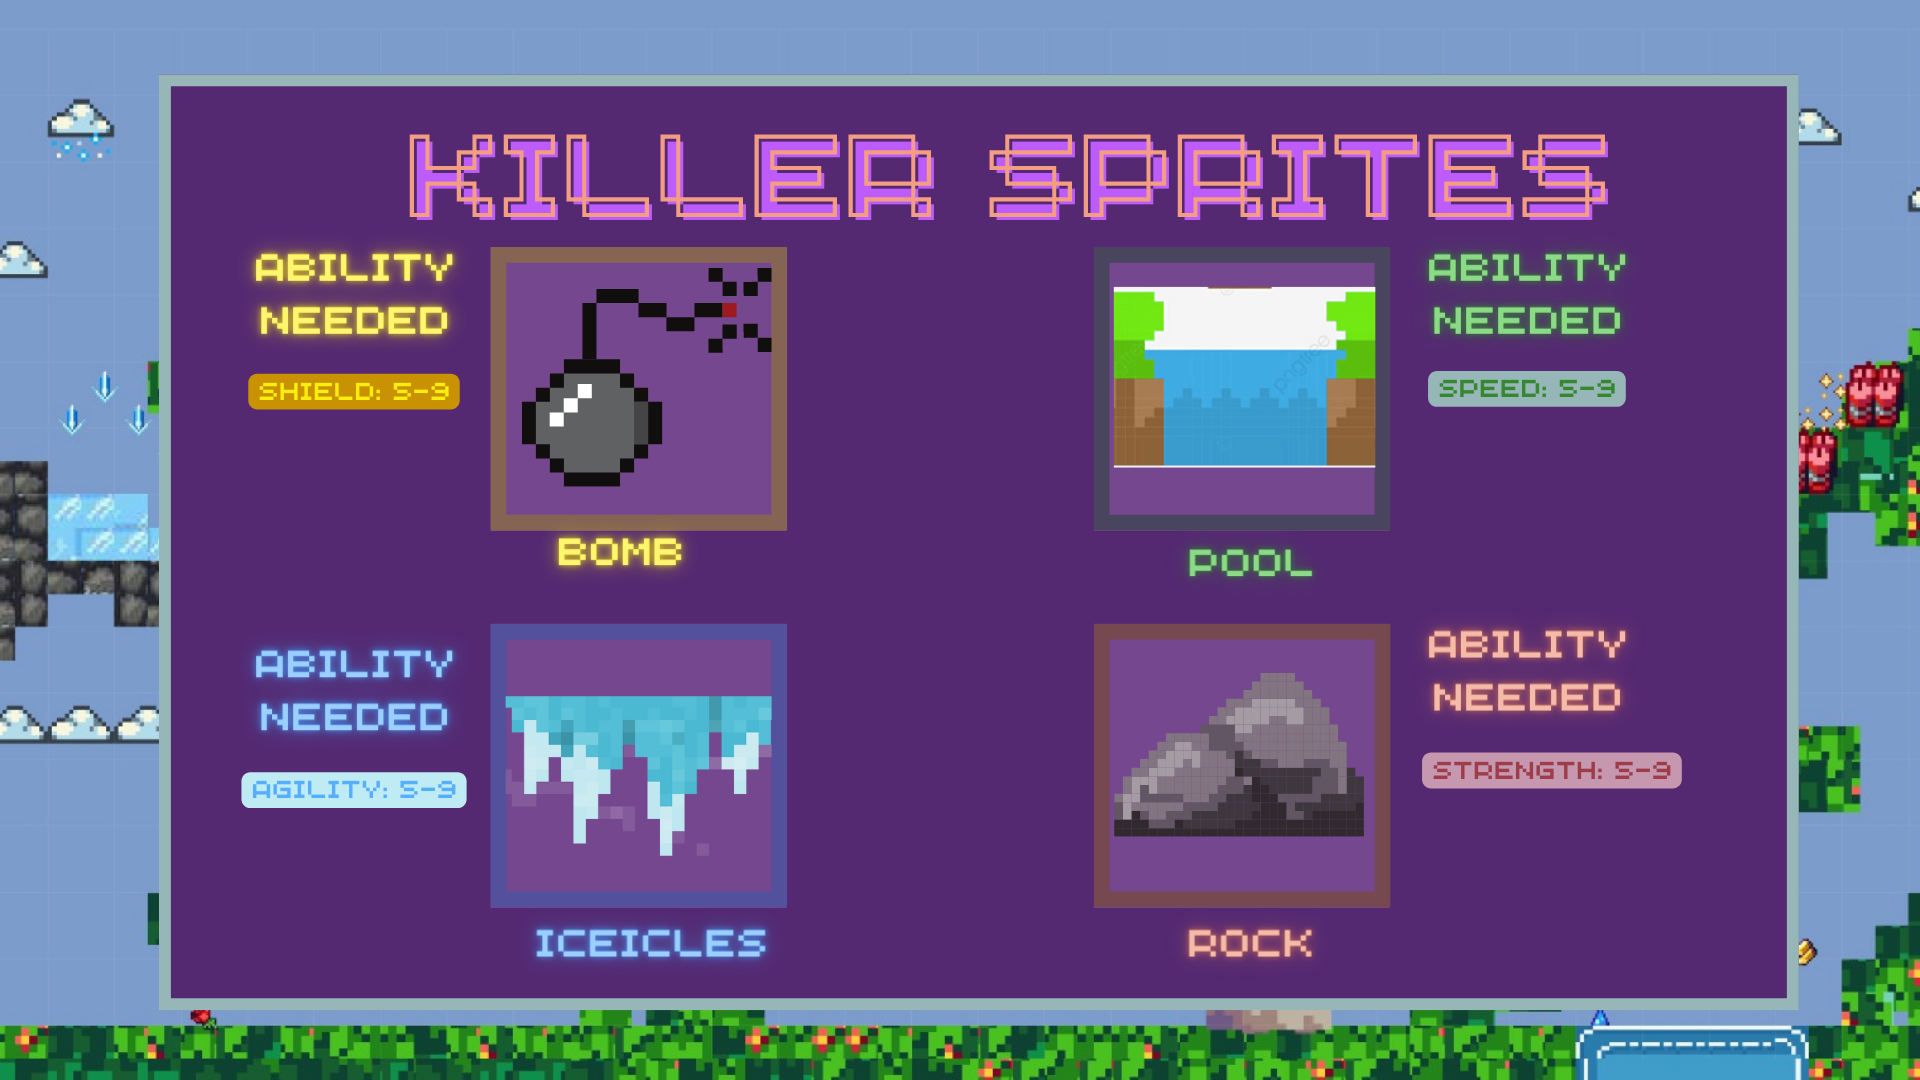 KILLER SPRITES
ABILITY
NEEDED
SHIELD: 5-9
BOMB
ABILITY
NEEDED
SPEED: 5-9
POOL
pngtree
ABILITY
NEEDED
AGILITY: 5-9
ICEICLES
ABILITY
NEEDED
STRENGTH: 5-9
ROCK